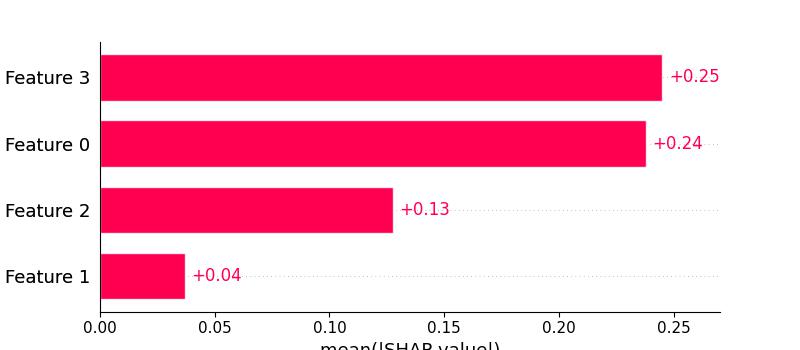 Feature 3 +0.25
Feature 0 +0.24
Feature 2 +0.13
Feature 1 +0.04
0.00 0.05 0.10 0.15 0.20 0.25
mean(|SHAP value|)